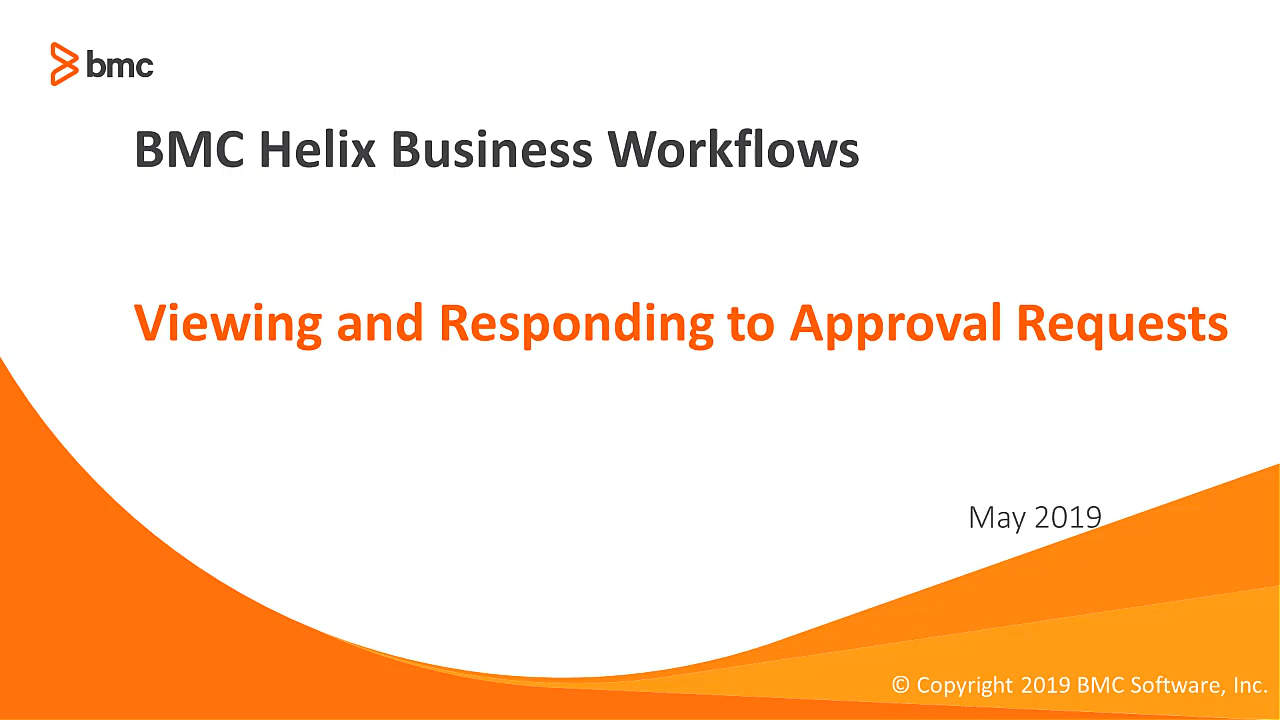 bmc
BMC Helix Business Workflows
Viewing and Responding to Approval Requests
May 2019
© Copyright 2019 BMC Software, Inc.